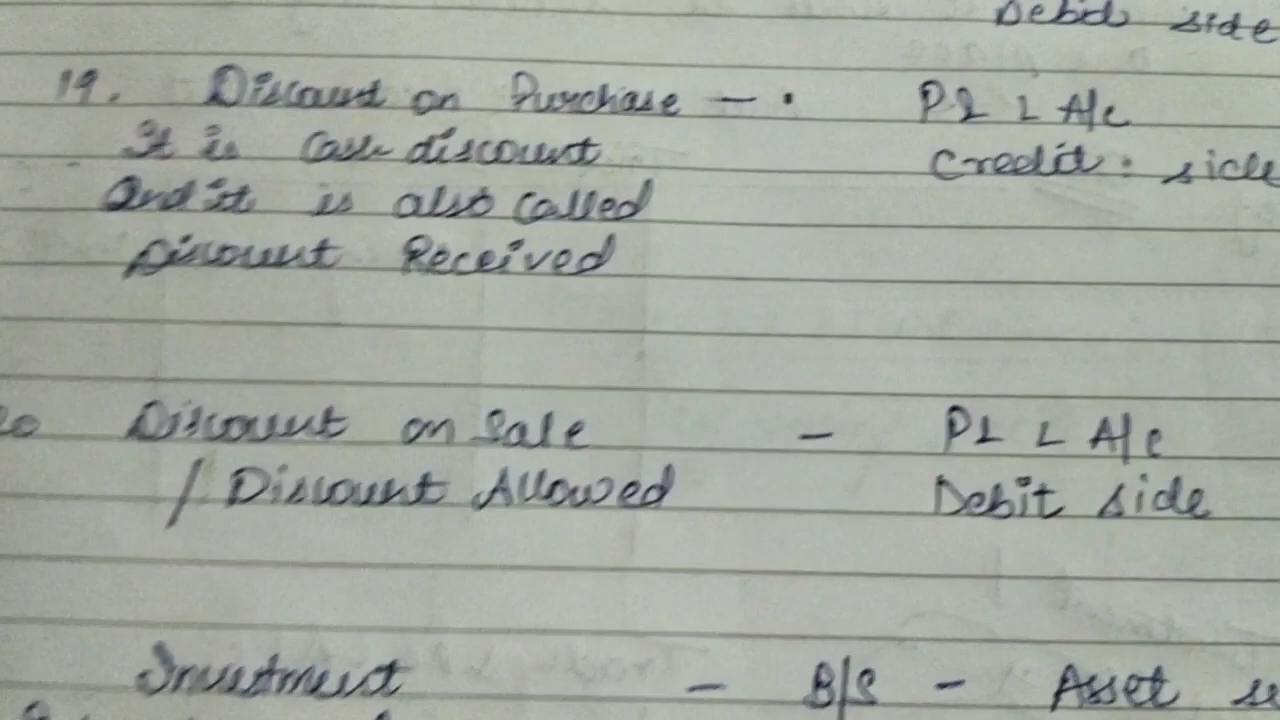 Debit side
19. Discount on Purchase — • P& L A/c
It is Cash discount Credit : side
And it is also called
Discount Received
20 Discount on Sale — P& L A/c
/ Discount Allowed Debit side
Investment — B/S — Asset